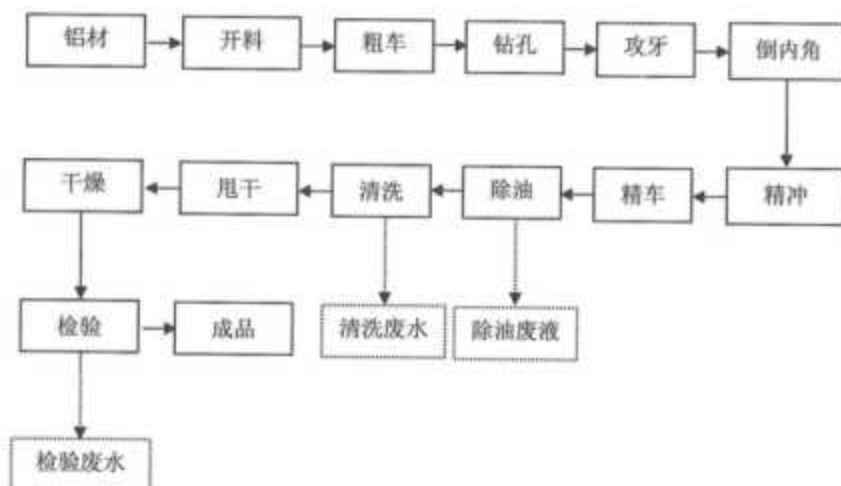 铝材
开料
粗车
钻孔
攻牙
倒内角
干燥
甩干
清洗
除油
精车
精冲
检验
成品
清洗废水
除油废液
检验废水